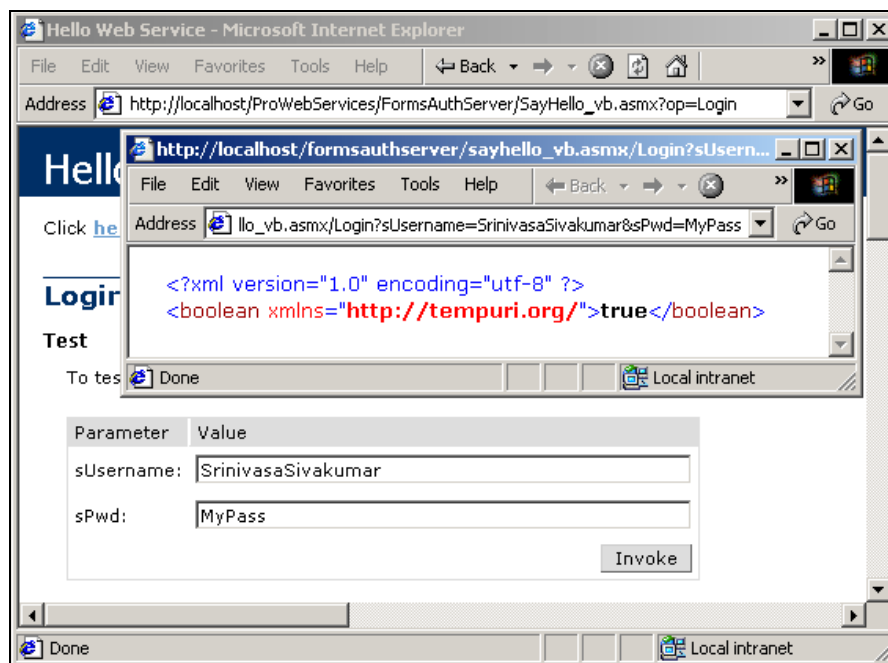 Hello Web Service - Microsoft Internet Explorer
File Edit View Favorites Tools Help Back »
Address http://localhost/ProWebServices/FormsAuthServer/SayHello_vb.asmx?op=Login Go
http://localhost/formsauthserver/sayhello_vb.asmx/Login?sUsern...
File Edit View Favorites Tools Help Back »
Address llo_vb.asmx/Login?sUsername=SrinivasaSivakumar&sPwd=MyPass Go
<?xml version="1.0" encoding="utf-8" ?>
<boolean xmlns="http://tempuri.org/">true</boolean>
Done Local intranet
Hello
Click he
Login
Test
To tes
Parameter Value
sUsername: SrinivasaSivakumar
sPwd: MyPass
Invoke
Done Local intranet